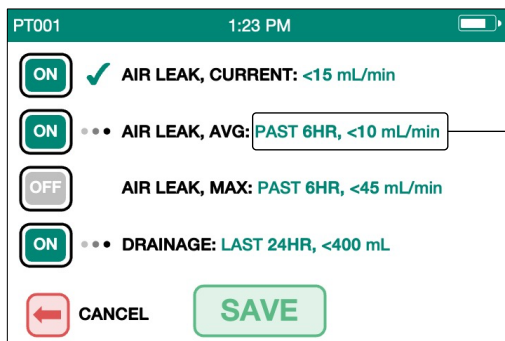 PT001 1:23 PM
ON AIR LEAK, CURRENT: <15 mL/min
ON AIR LEAK, AVG: PAST 6HR, <10 mL/min
OFF AIR LEAK, MAX: PAST 6HR, <45 mL/min
ON DRAINAGE: LAST 24HR, <400 mL
CANCEL SAVE